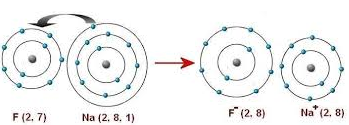 F (2, 7) Na (2, 8, 1) F⁻ (2, 8) Na⁺ (2, 8)